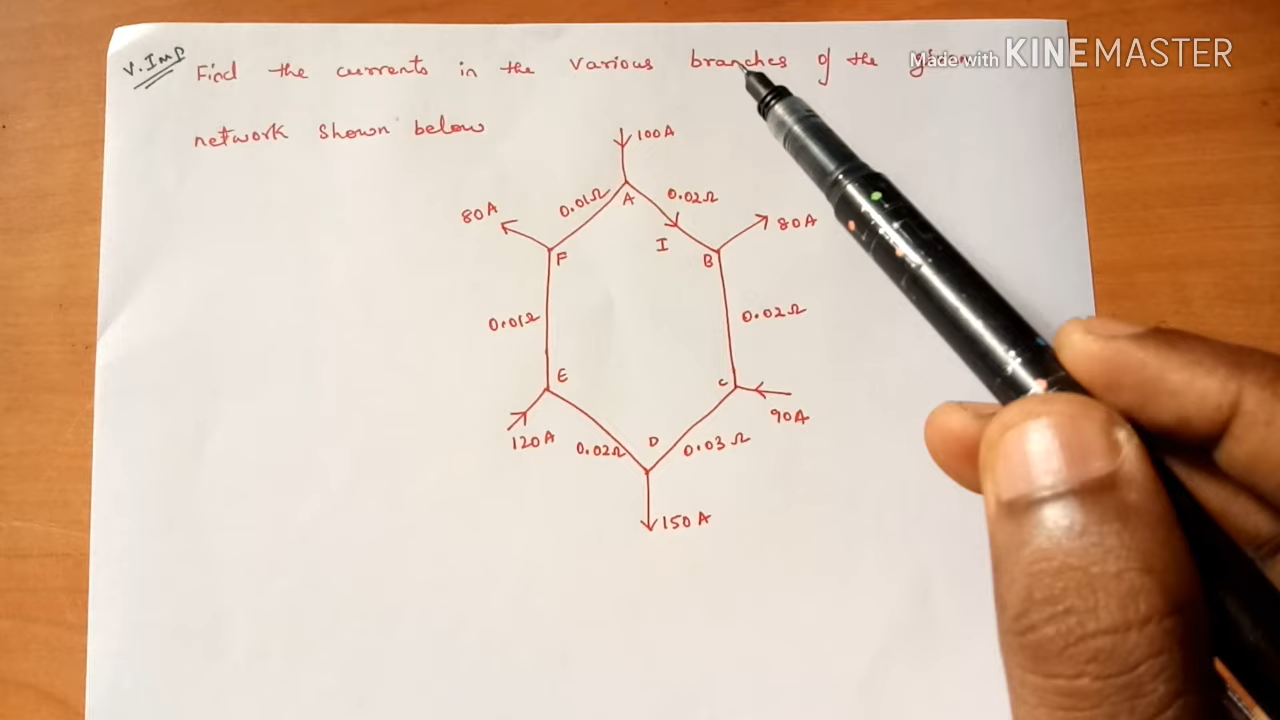 V.Imp
Find the currents in the various branches of the
Made with KINEMASTER
network shown below
100A
0.01Ω
0.02Ω
A
80A
80A
I
F
B
0.01Ω
0.02Ω
E
C
90A
120A
0.02Ω
D
0.03Ω
150A